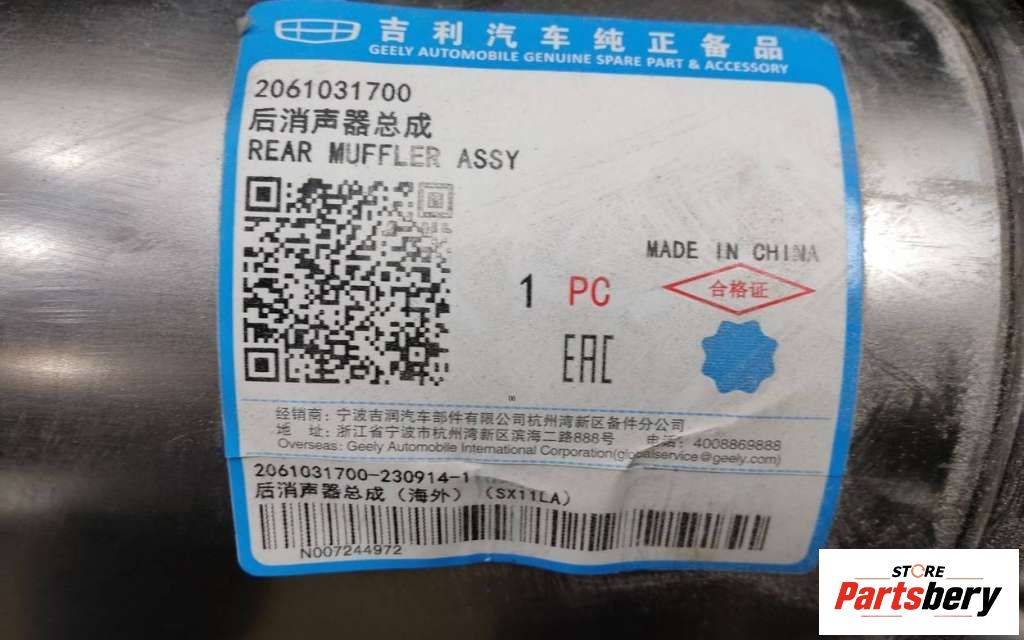 吉利汽车纯正备品
GEELY AUTOMOBILE GENUINE SPARE PART & ACCESSORY
2061031700
后消声器总成
REAR MUFFLER ASSY
MADE IN CHINA
1 PC
合格证
EAC
经销商：宁波吉润汽车部件有限公司杭州湾新区备件分公司
地 址：浙江省宁波市杭州湾新区滨海二路888号 电话：4008869888
Overseas: Geely Automobile International Corporation(globalservice@geely.com)
2061031700-230914-1
后消声器总成（海外）（SX11LA）
N007244972
STORE
Partsbery